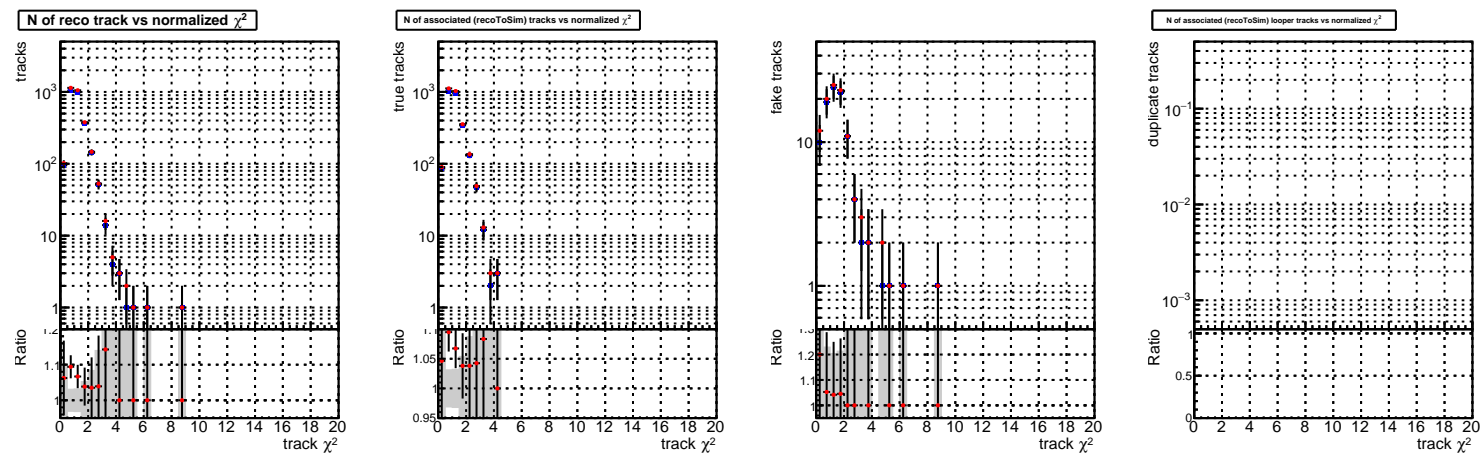 N of reco track vs normalized χ²
tracks
10³
10²
10
1
Ratio
1.2
1.1
1
0 2 4 6 8 10 12 14 16 18 20
track χ²
N of associated (recoToSim) tracks vs normalized χ²
true tracks
10³
10²
10
1
Ratio
1.05
1
0.95
0 2 4 6 8 10 12 14 16 18 20
track χ²
fake tracks
10
1
Ratio
1.3
1.2
1.1
1
0 2 4 6 8 10 12 14 16 18 20
track χ²
N of associated (recoToSim) looper tracks vs normalized χ²
duplicate tracks
10⁻¹
10⁻²
10⁻³
Ratio
1
0.5
0
0 2 4 6 8 10 12 14 16 18 20
track χ²